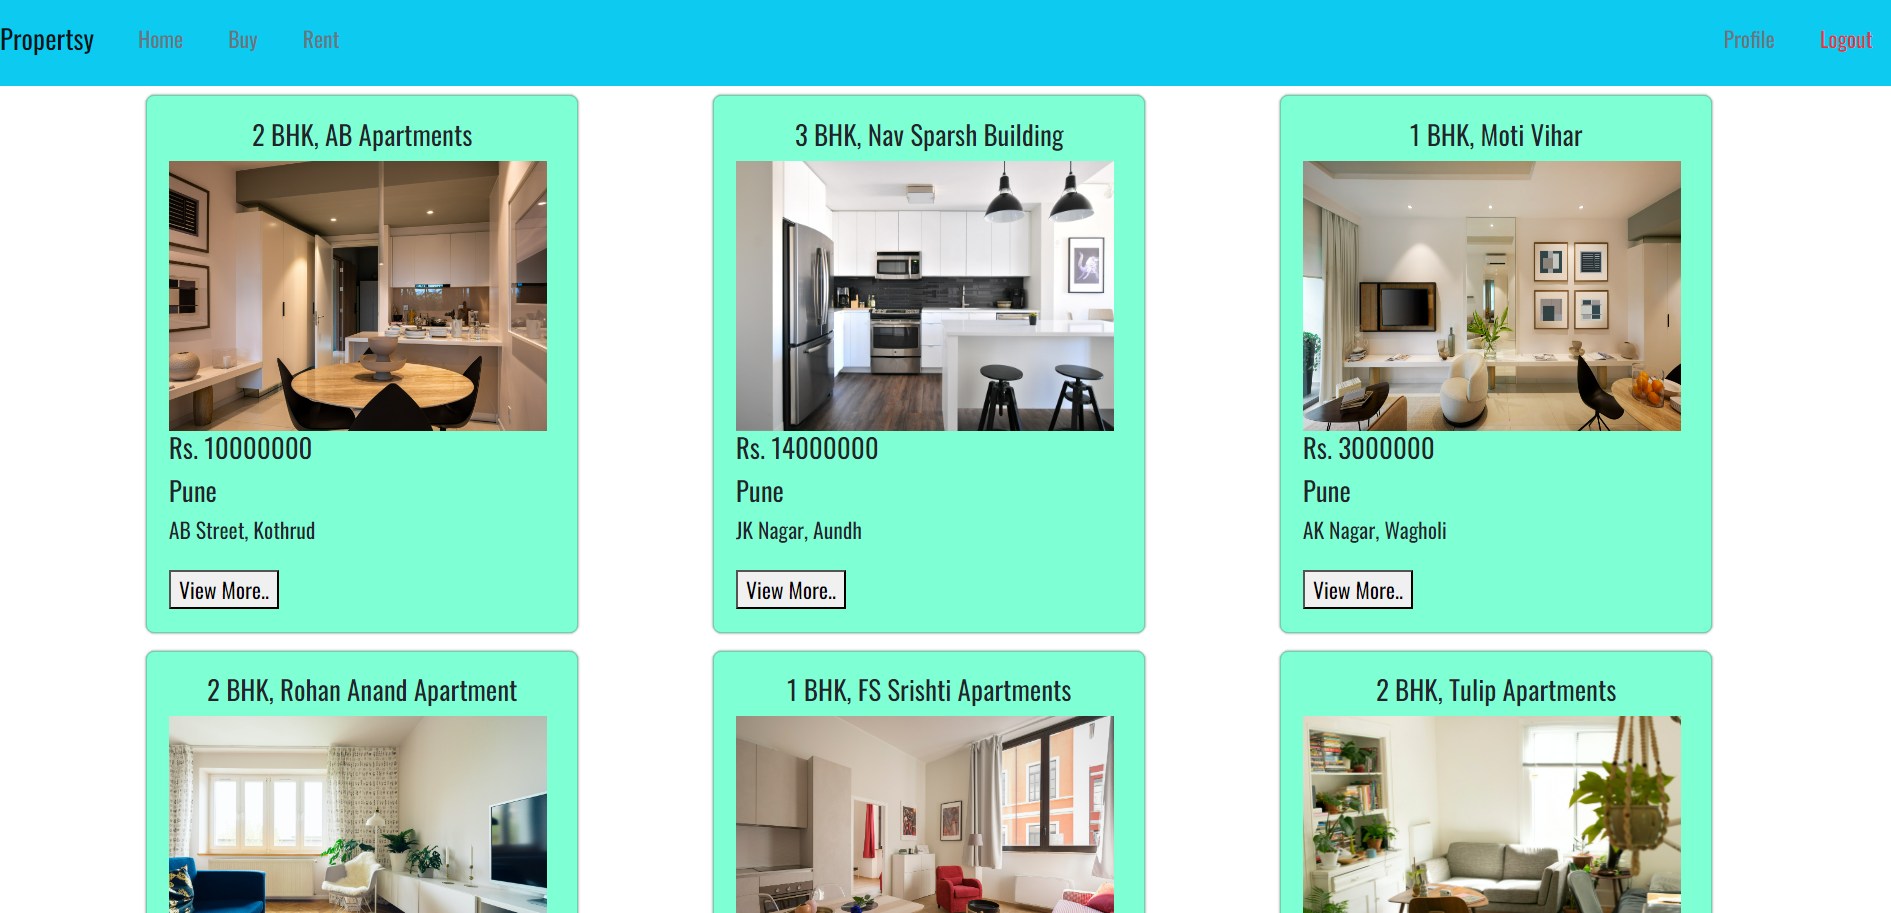 Propertsy Home Buy Rent Profile Logout
2 BHK, AB Apartments
Rs. 10000000
Pune
AB Street, Kothrud
View More..
3 BHK, Nav Sparsh Building
Rs. 14000000
Pune
JK Nagar, Aundh
View More..
1 BHK, Moti Vihar
Rs. 3000000
Pune
AK Nagar, Wagholi
View More..
2 BHK, Rohan Anand Apartment
1 BHK, FS Srishti Apartments
2 BHK, Tulip Apartments